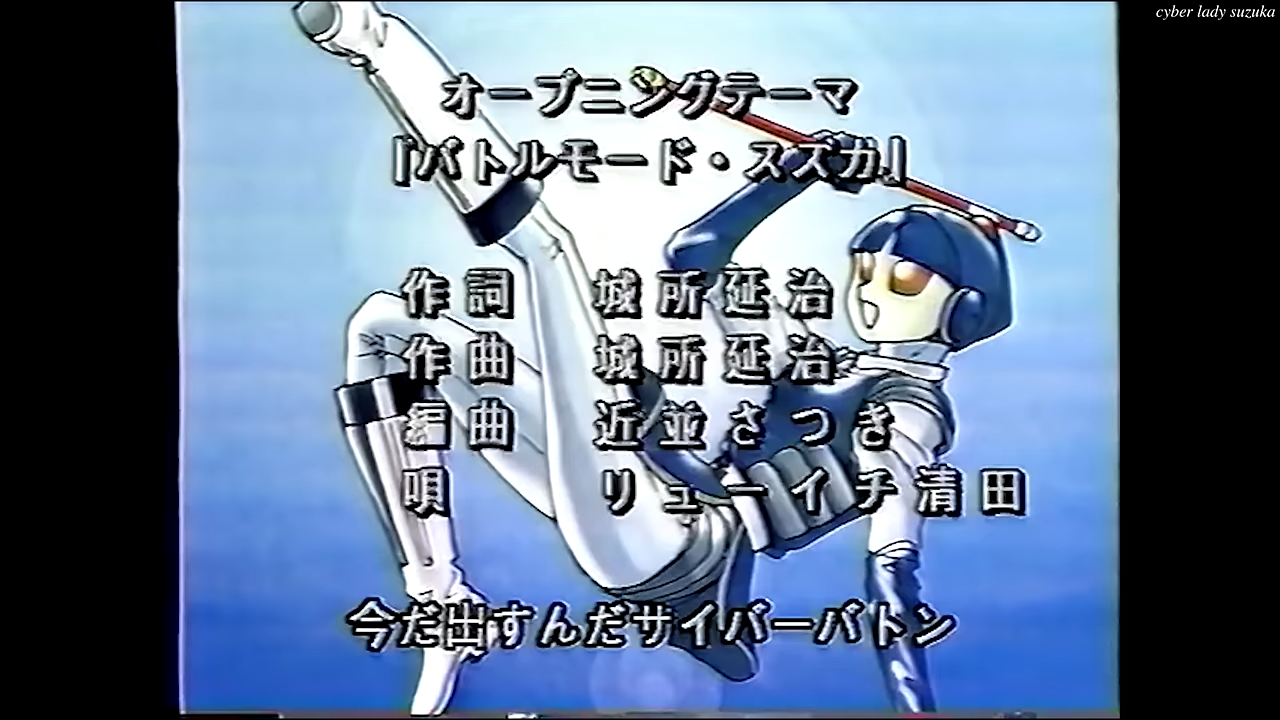 cyber lady suzuka
オープニングテーマ
『バトルモード・スズカ』
作詞 城所延治
作曲 城所延治
編曲 近並さつき
唄 リューイチ清田
今だ出すんだサイバーバトン